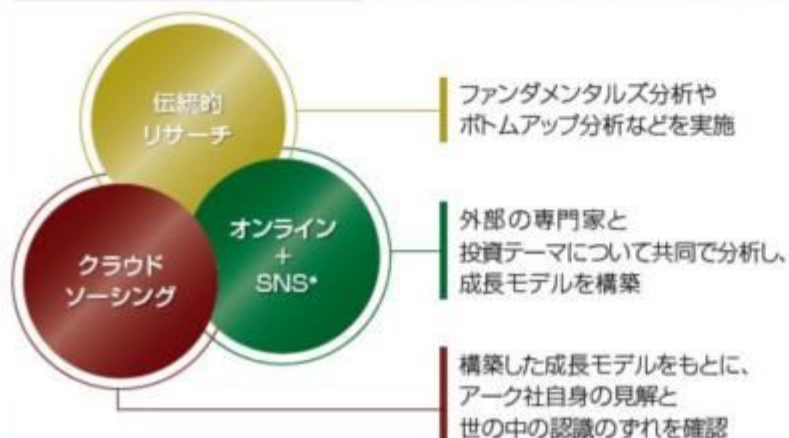 伝統的
リサーチ
ファンダメンタルズ分析や
ボトムアップ分析などを実施
オンライン
+
SNS*
外部の専門家と
投資テーマについて共同で分析し、
成長モデルを構築
クラウド
ソーシング
構築した成長モデルをもとに、
アーク社自身の見解と
世の中の認識のずれを確認